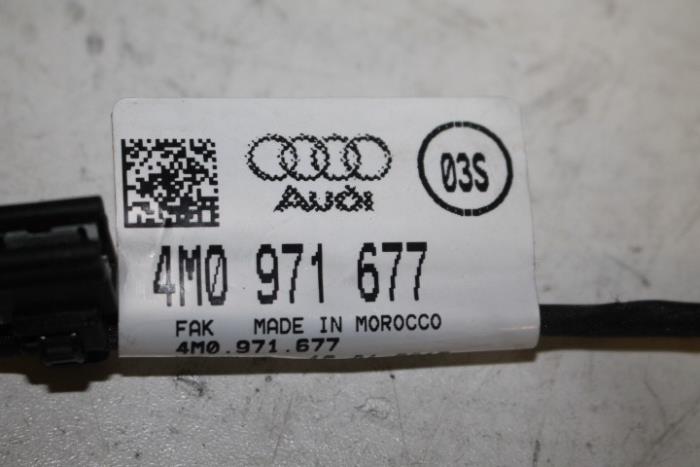 Audi
03S
4M0 971 677
FAK MADE IN MOROCCO
4M0.971.677